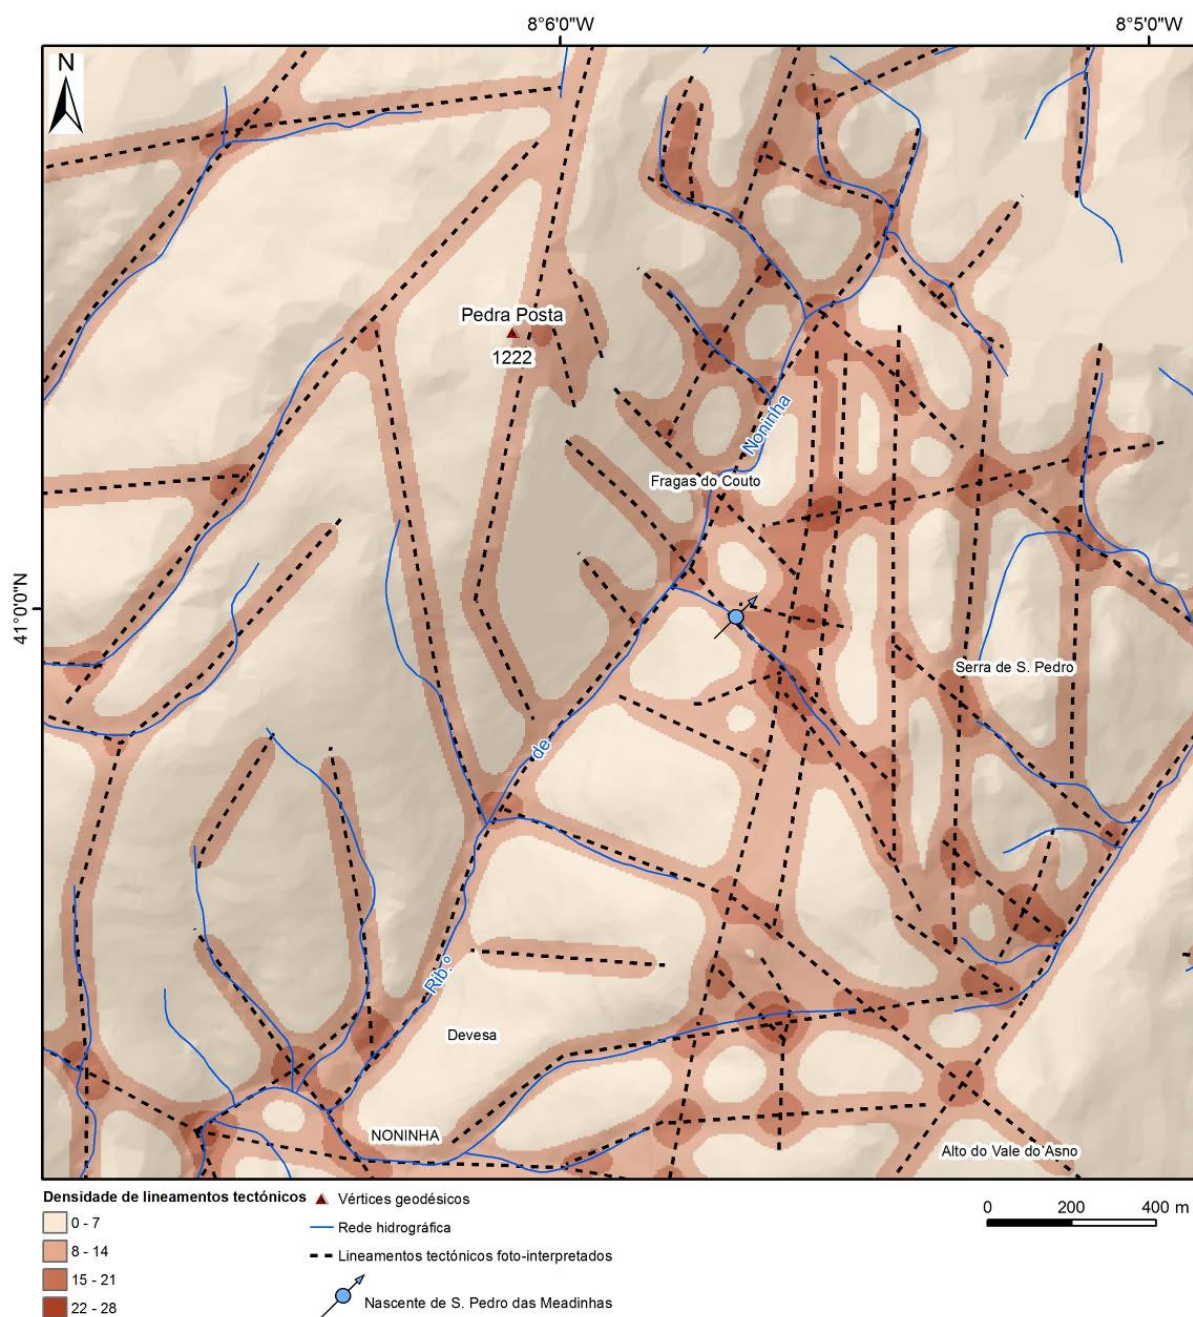 8°6'0"W
8°5'0"W
N
Pedra Posta
1222
Noninha
Fragas do Couto
41°0'0"N
Serra de S. Pedro
de
Rib.º
Devesa
NONINHA
Alto do Vale do Asno
Densidade de lineamentos tectónicos
0 - 7
8 - 14
15 - 21
22 - 28
Vértices geodésicos
Rede hidrográfica
Lineamentos tectónicos foto-interpretados
Nascente de S. Pedro das Meadinhas
0 200 400 m